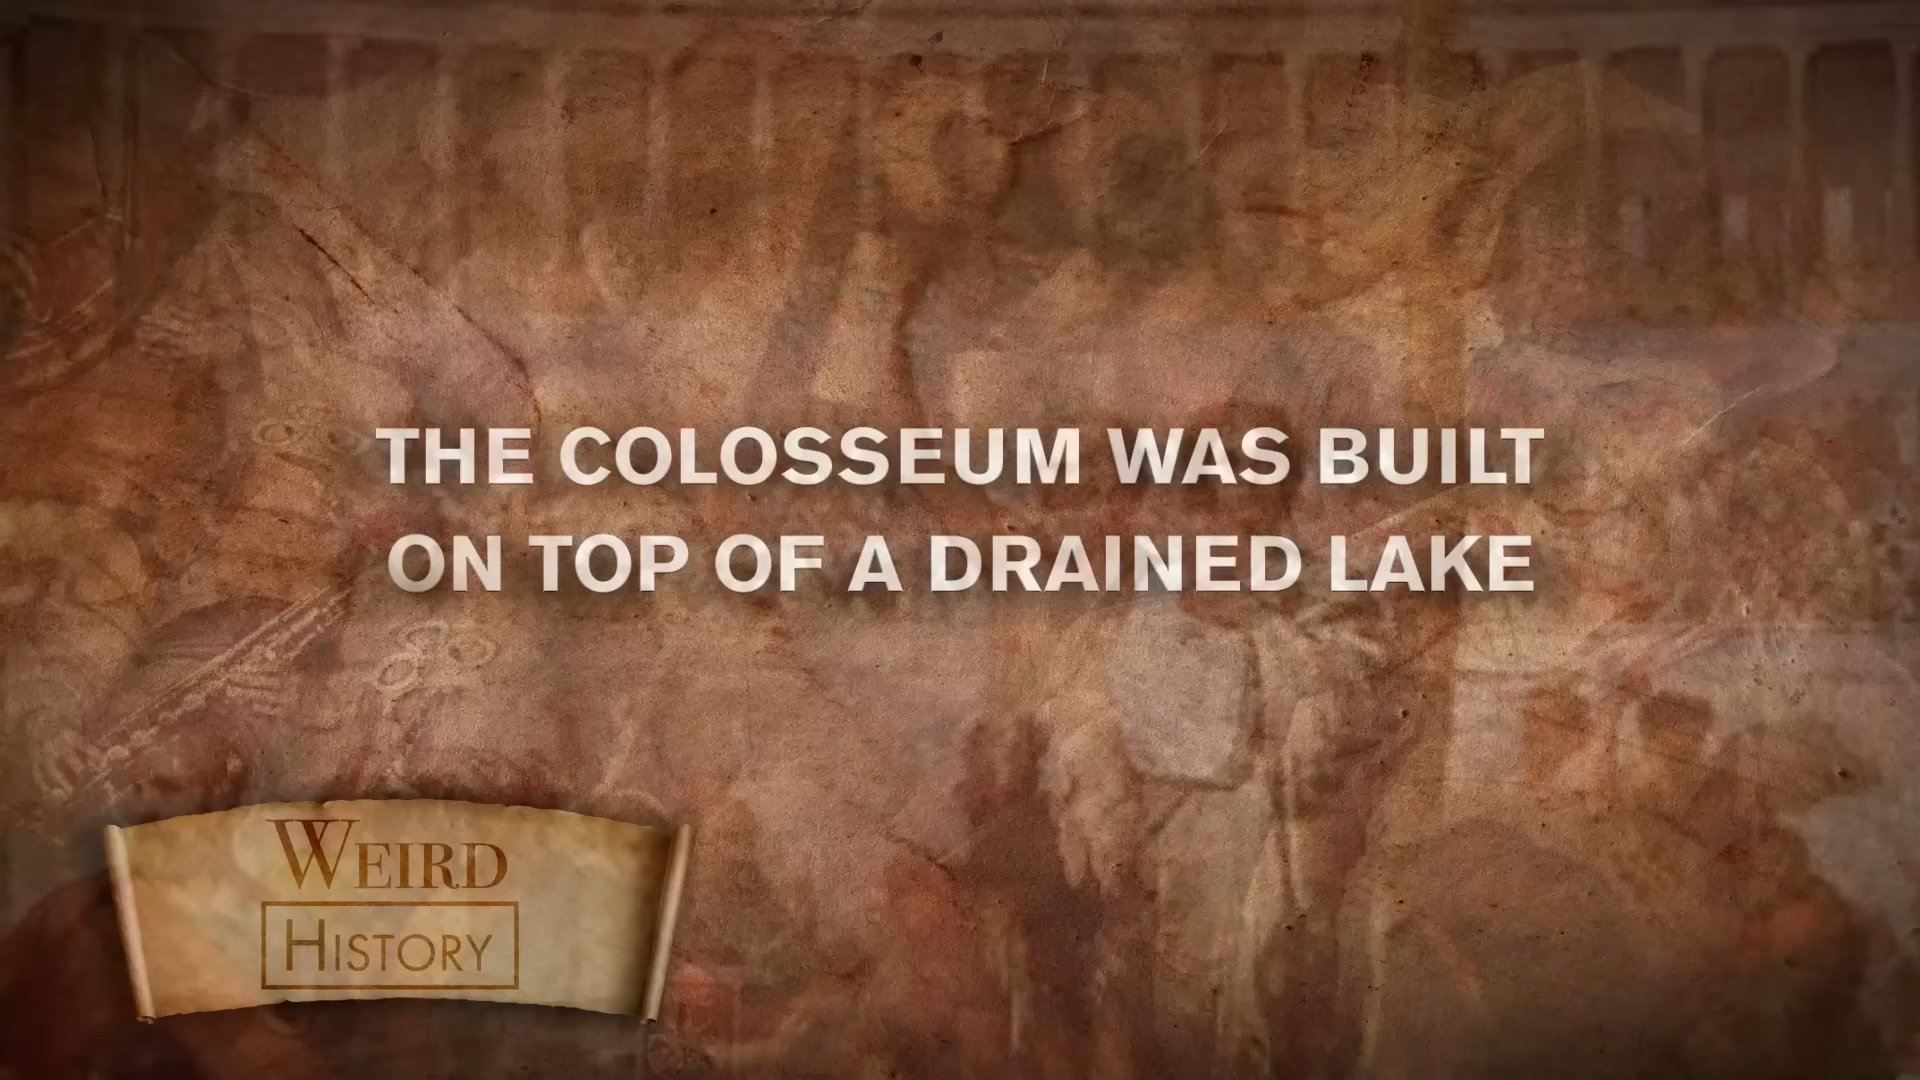 THE COLOSSEUM WAS BUILT
ON TOP OF A DRAINED LAKE
WEIRD
HISTORY